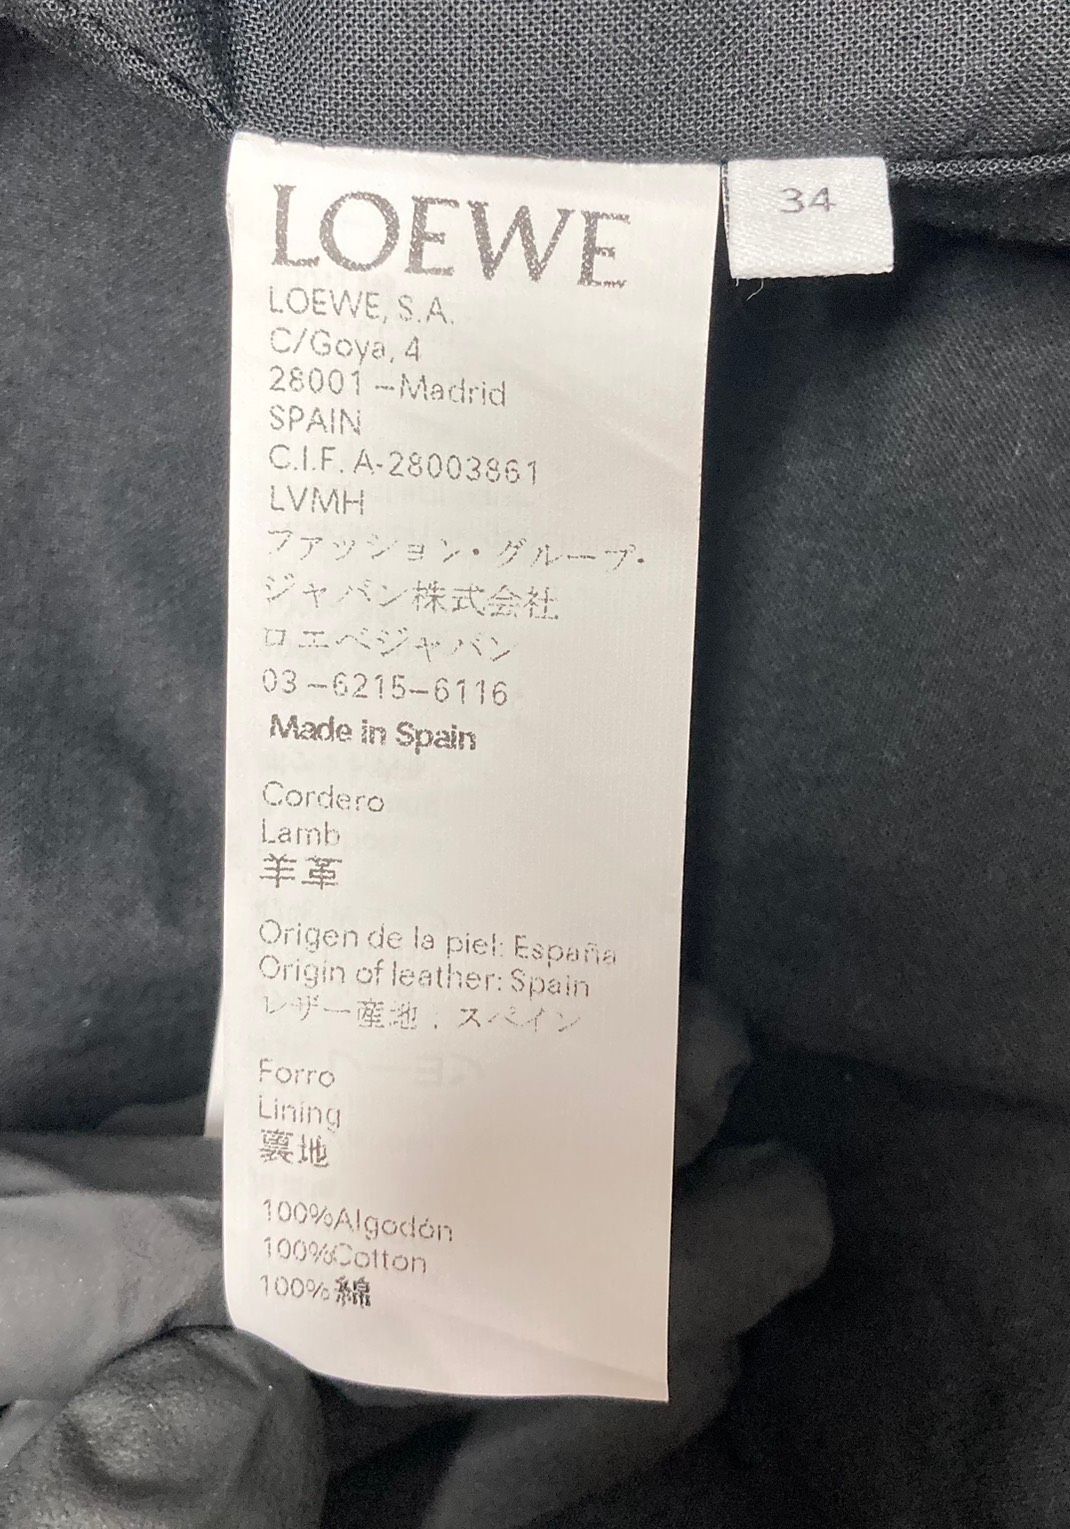 LOEWE
34
LOEWE, S.A.
C/Goya, 4
28001 –Madrid
SPAIN
C.I.F. A-28003861
LVMH
ファッション・グループ・
ジャパン株式会社
ロエベジャパン
03–6215–6116
Made in Spain
Cordero
Lamb
羊革
Origen de la piel: España
Origin of leather: Spain
レザー産地：スペイン
Forro
Lining
裏地
100%Algodón
100%Cotton
100%綿